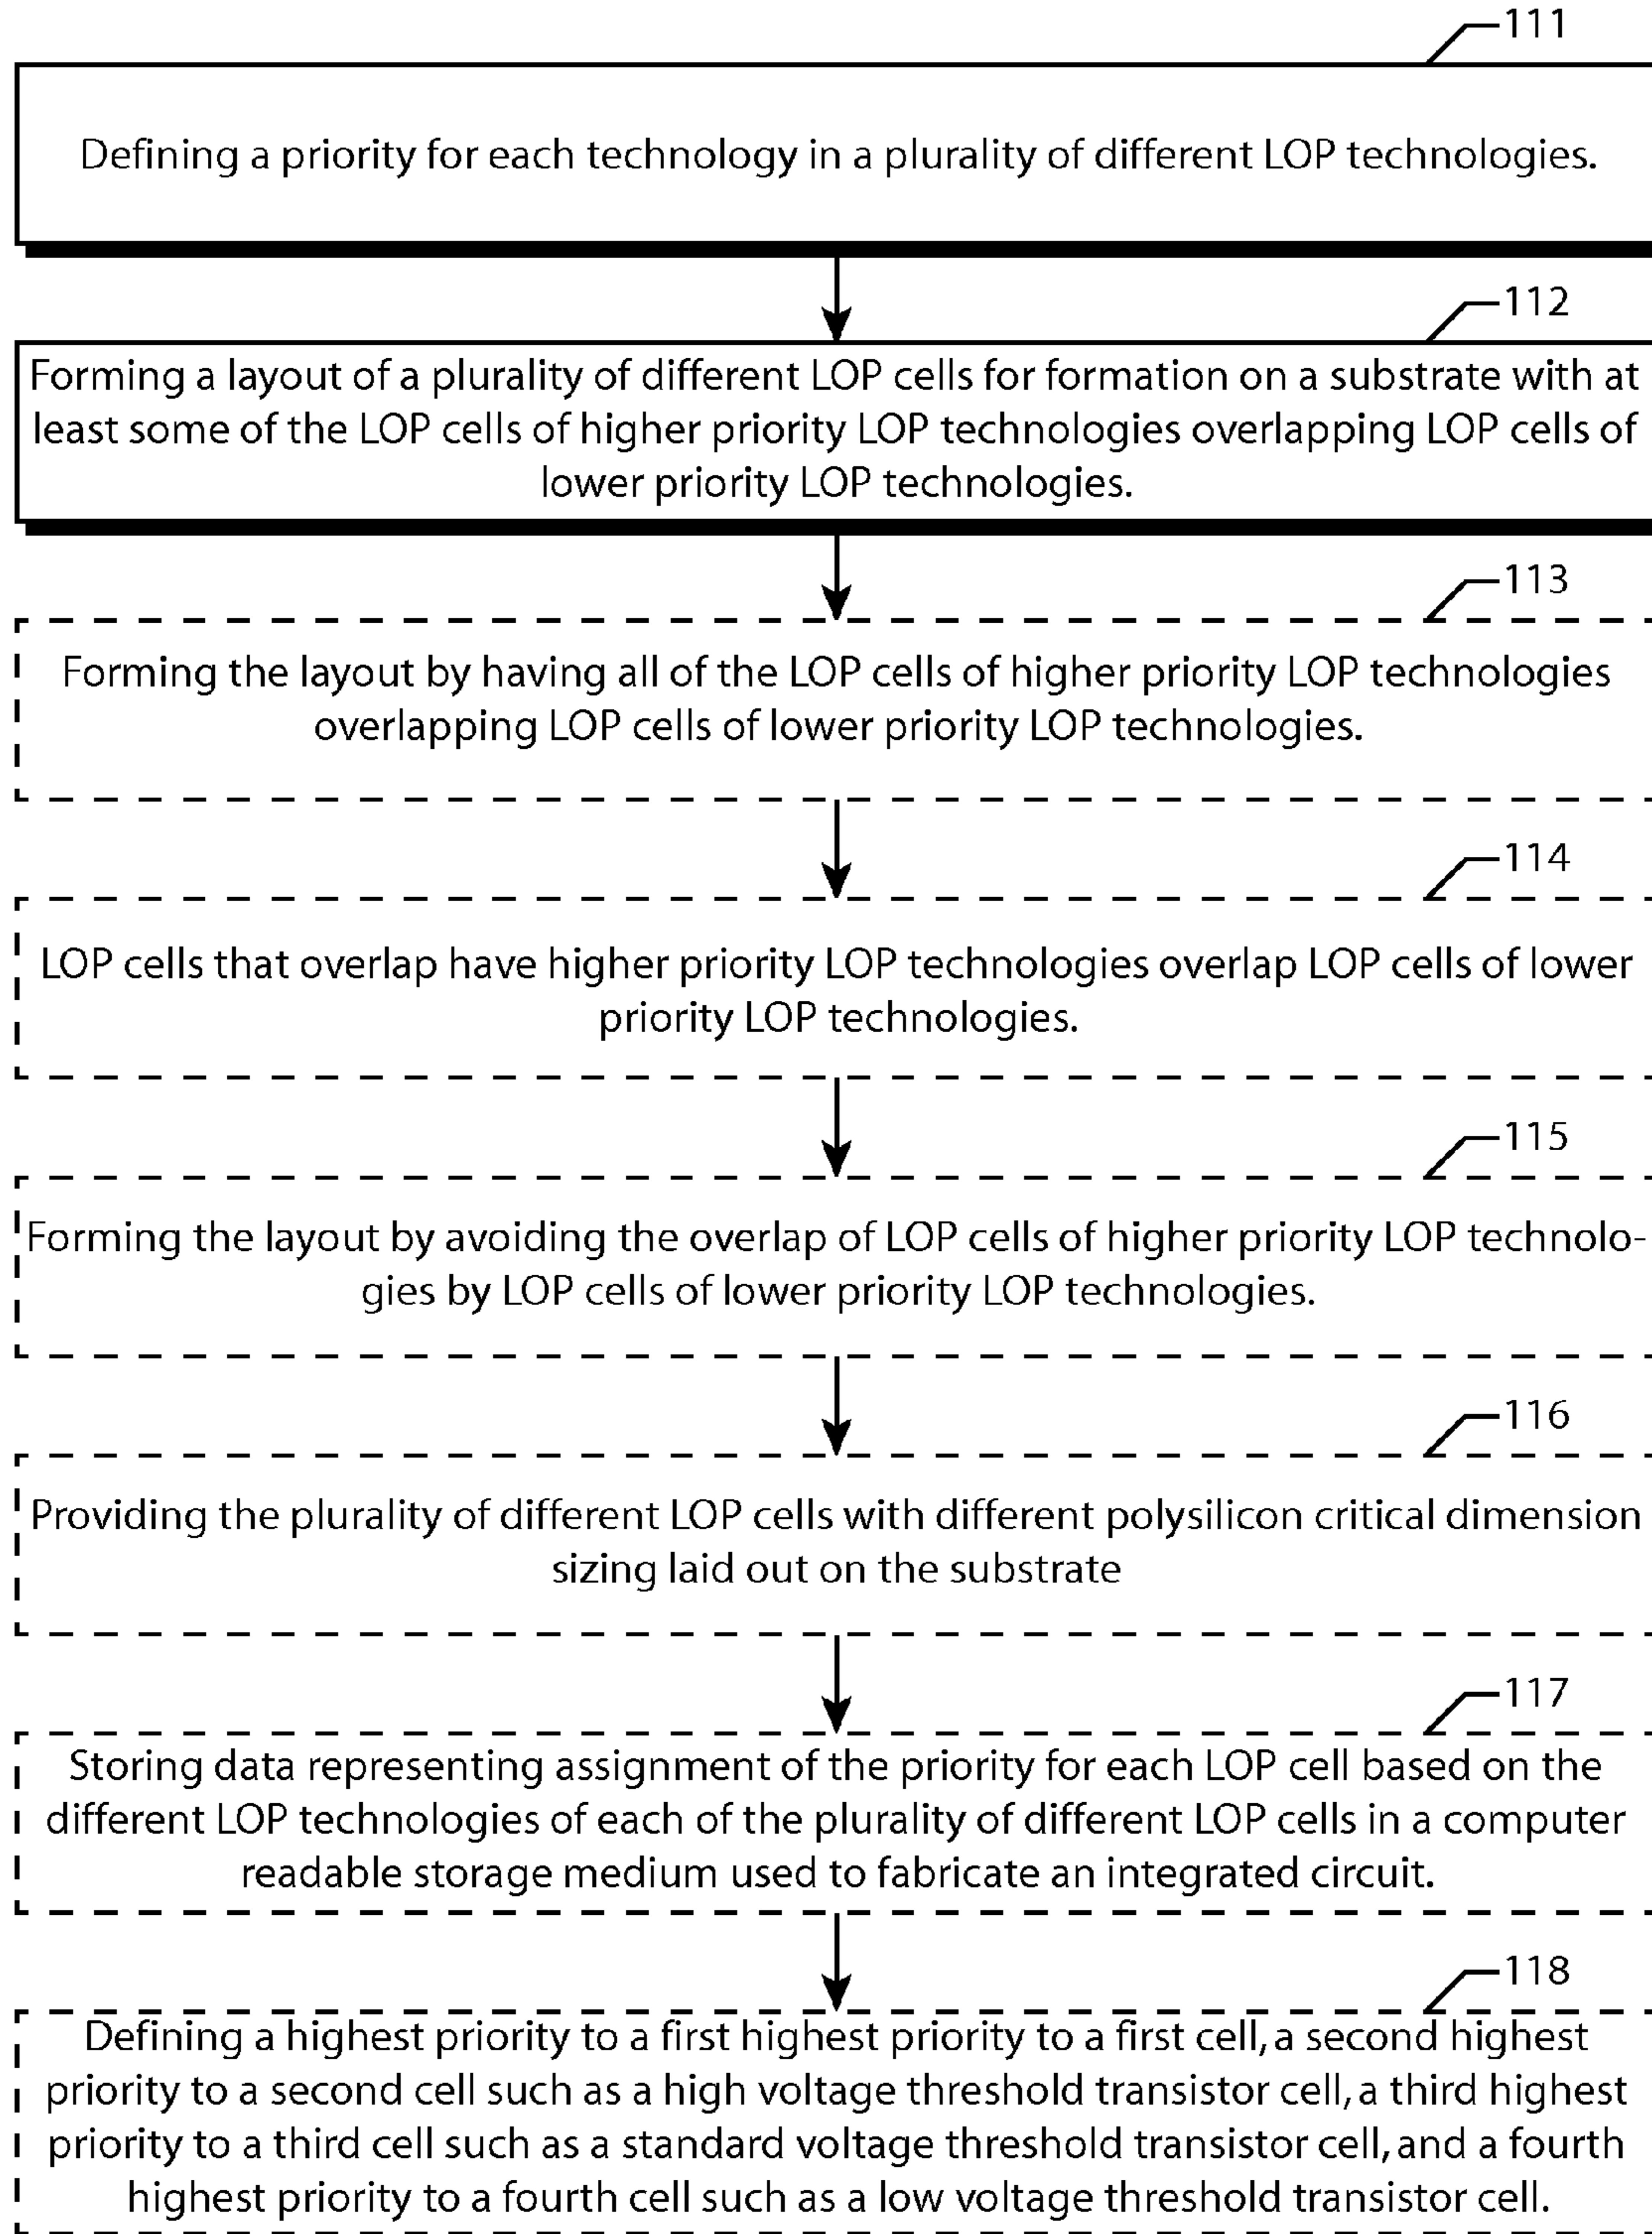 111
Defining a priority for each technology in a plurality of different LOP technologies.
112
Forming a layout of a plurality of different LOP cells for formation on a substrate with at
least some of the LOP cells of higher priority LOP technologies overlapping LOP cells of
lower priority LOP technologies.
113
Forming the layout by having all of the LOP cells of higher priority LOP technologies
overlapping LOP cells of lower priority LOP technologies.
114
LOP cells that overlap have higher priority LOP technologies overlap LOP cells of lower
priority LOP technologies.
115
Forming the layout by avoiding the overlap of LOP cells of higher priority LOP technolo-
gies by LOP cells of lower priority LOP technologies.
116
Providing the plurality of different LOP cells with different polysilicon critical dimension
sizing laid out on the substrate
117
Storing data representing assignment of the priority for each LOP cell based on the
different LOP technologies of each of the plurality of different LOP cells in a computer
readable storage medium used to fabricate an integrated circuit.
118
Defining a highest priority to a first highest priority to a first cell, a second highest
priority to a second cell such as a high voltage threshold transistor cell, a third highest
priority to a third cell such as a standard voltage threshold transistor cell, and a fourth
highest priority to a fourth cell such as a low voltage threshold transistor cell.